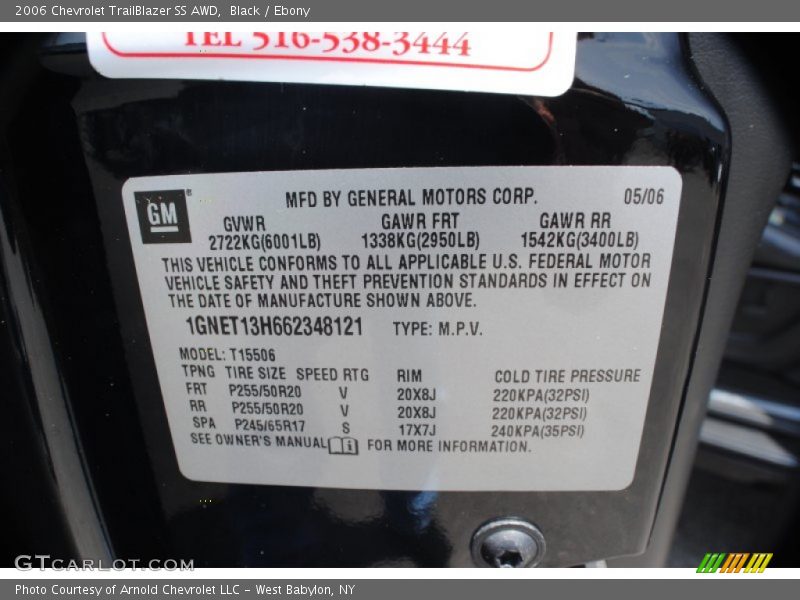 2006 Chevrolet TrailBlazer SS AWD, Black / Ebony
TEL 516-538-3444
GM
MFD BY GENERAL MOTORS CORP. 05/06
GVWR GAWR FRT GAWR RR
2722KG(6001LB) 1338KG(2950LB) 1542KG(3400LB)
THIS VEHICLE CONFORMS TO ALL APPLICABLE U.S. FEDERAL MOTOR
VEHICLE SAFETY AND THEFT PREVENTION STANDARDS IN EFFECT ON
THE DATE OF MANUFACTURE SHOWN ABOVE.
1GNET13H662348121 TYPE: M.P.V.
MODEL: T15506
TPNG TIRE SIZE SPEED RTG RIM COLD TIRE PRESSURE
FRT P255/50R20 V 20X8J 220KPA(32PSI)
RR P255/50R20 V 20X8J 220KPA(32PSI)
SPA P245/65R17 S 17X7J 240KPA(35PSI)
SEE OWNER'S MANUAL FOR MORE INFORMATION.
GTCARLOT.COM
Photo Courtesy of Arnold Chevrolet LLC - West Babylon, NY